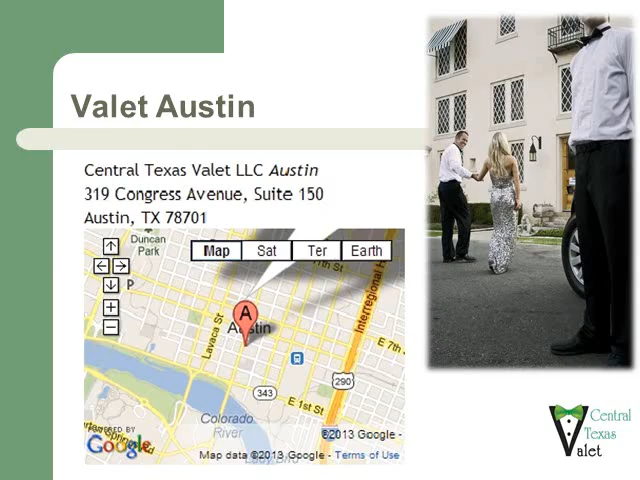 Valet Austin
Central Texas Valet LLC Austin
319 Congress Avenue, Suite 150
Austin, TX 78701
Duncan
Park
Map Sat Ter Earth
11th St
P
Interregional H
A
Austin
Lavaca St
E 7th
290
343
E 1st St
Colorado
River
POWERED BY
Google
©2013 Google -
Map data ©2013 Google - Terms of Use
Central
Texas
Valet